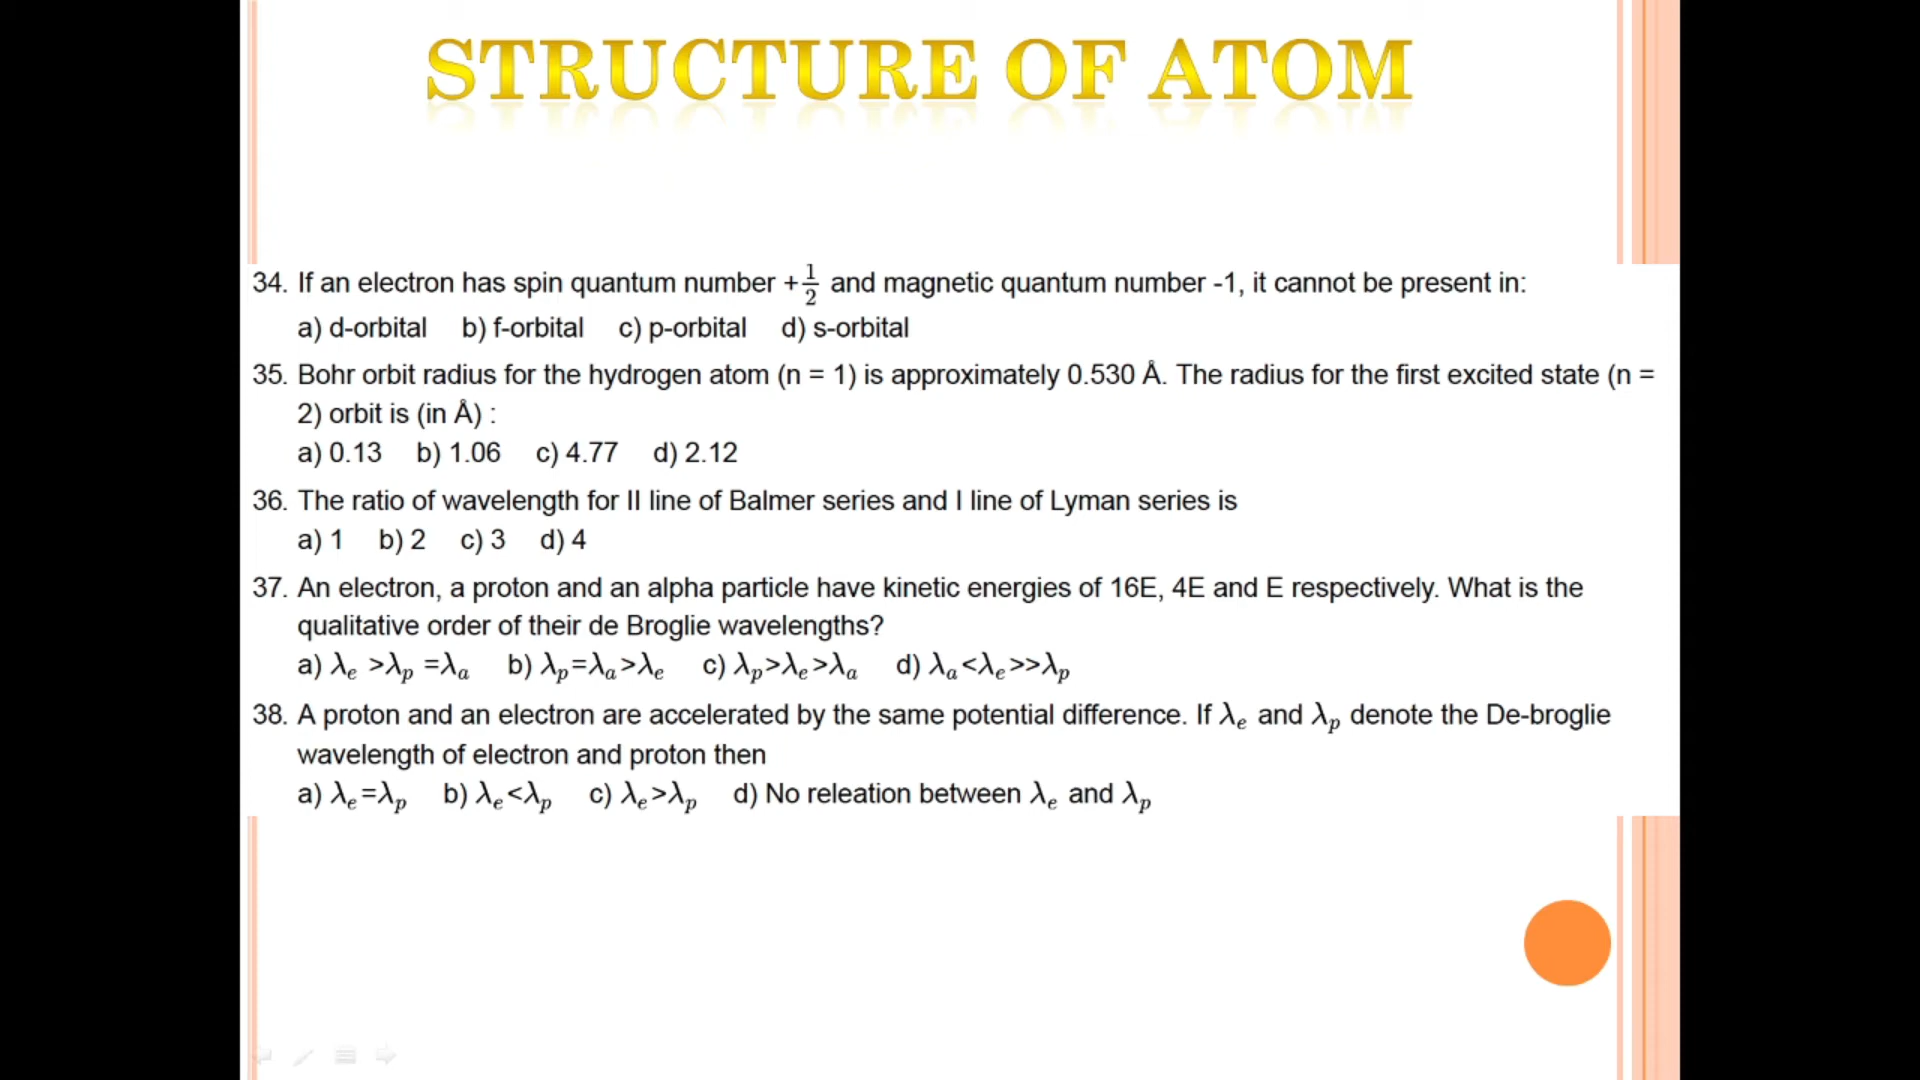 STRUCTURE OF ATOM
34. If an electron has spin quantum number +1/2 and magnetic quantum number -1, it cannot be present in:
a) d-orbital b) f-orbital c) p-orbital d) s-orbital
35. Bohr orbit radius for the hydrogen atom (n = 1) is approximately 0.530 Å. The radius for the first excited state (n =
2) orbit is (in Å) :
a) 0.13 b) 1.06 c) 4.77 d) 2.12
36. The ratio of wavelength for II line of Balmer series and I line of Lyman series is
a) 1 b) 2 c) 3 d) 4
37. An electron, a proton and an alpha particle have kinetic energies of 16E, 4E and E respectively. What is the
qualitative order of their de Broglie wavelengths?
a) λₑ >λₚ =λₐ b) λₚ=λₐ>λₑ c) λₚ>λₑ>λₐ d) λₐ<λₑ>>λₚ
38. A proton and an electron are accelerated by the same potential difference. If λₑ and λₚ denote the De-broglie
wavelength of electron and proton then
a) λₑ=λₚ b) λₑ<λₚ c) λₑ>λₚ d) No releation between λₑ and λₚ